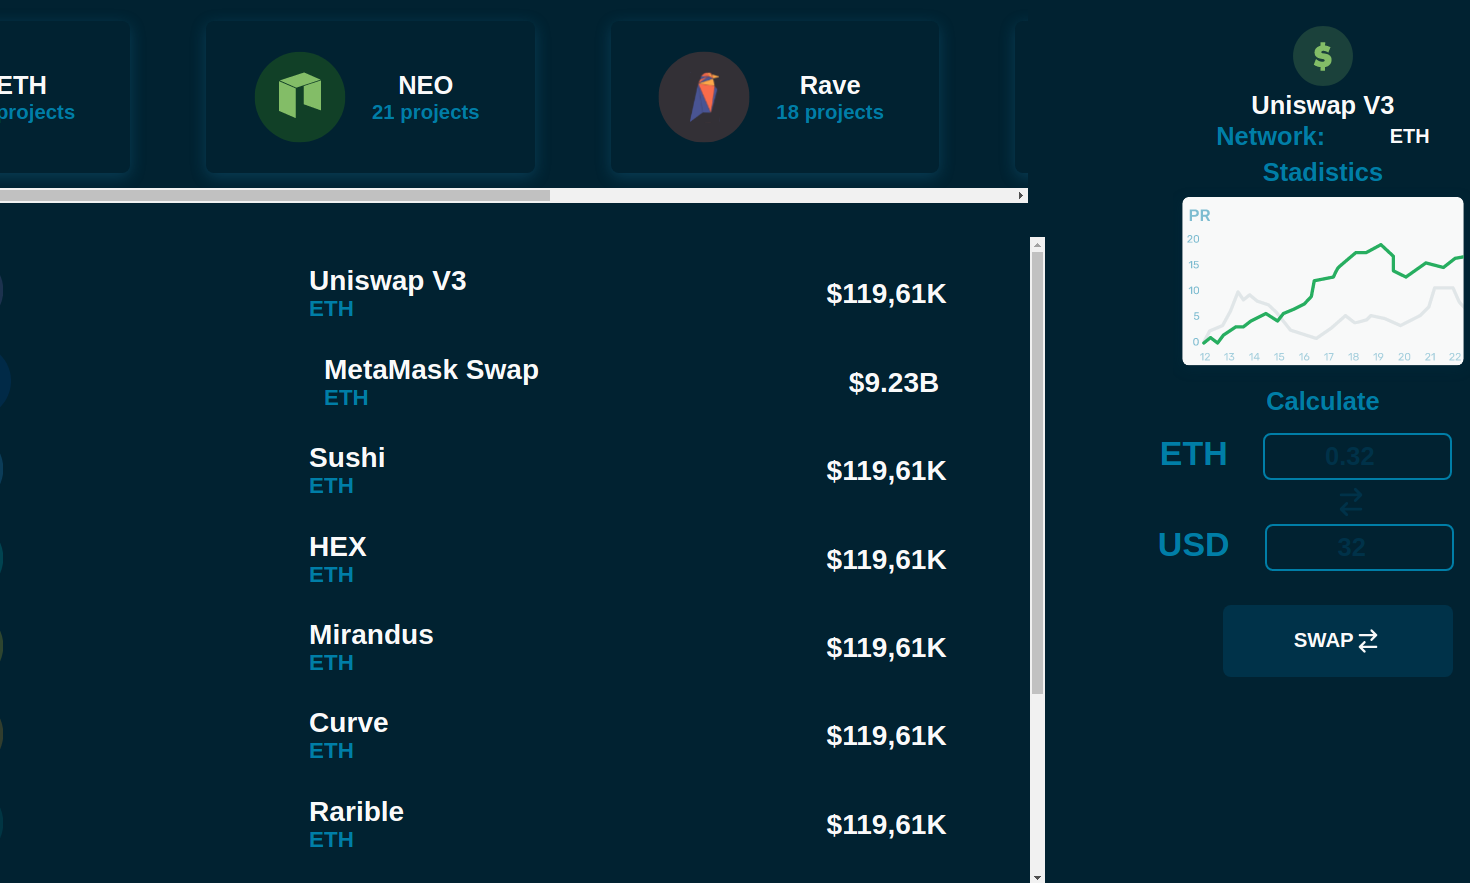 ETH
projects
NEO
21 projects
Rave
18 projects
Uniswap V3
ETH
$119,61K
MetaMask Swap
ETH
$9.23B
Sushi
ETH
$119,61K
HEX
ETH
$119,61K
Mirandus
ETH
$119,61K
Curve
ETH
$119,61K
Rarible
ETH
$119,61K
Uniswap V3
Network: ETH
Stadistics
PR
20
15
10
5
0
12 13 14 15 16 17 18 19 20 21 22
Calculate
ETH 0.32
USD 32
SWAP